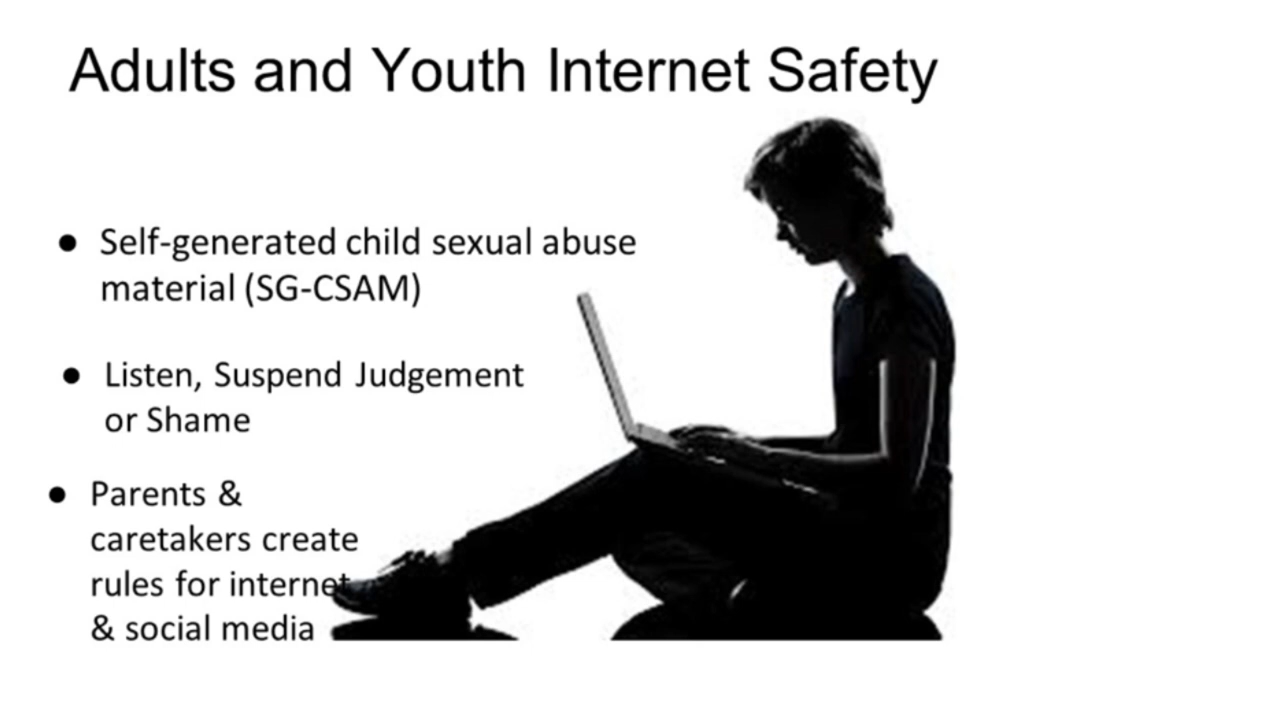 Adults and Youth Internet Safety
● Self-generated child sexual abuse
material (SG-CSAM)
● Listen, Suspend Judgement
or Shame
● Parents &
caretakers create
rules for internet
& social media